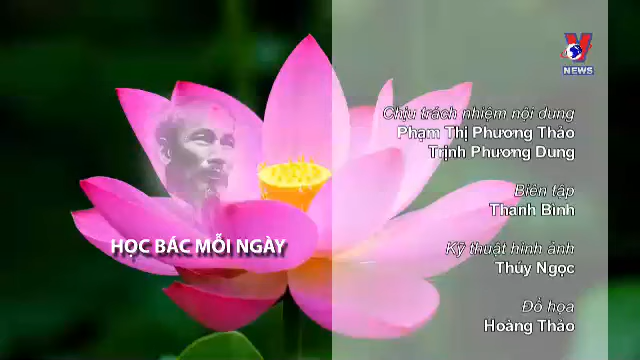 V
NEWS
Chịu trách nhiệm nội dung
Phạm Thị Phương Thảo
Trịnh Phương Dung
Biên tập
Thanh Bình
HỌC BÁC MỖI NGÀY
Kỹ thuật hình ảnh
Thúy Ngọc
Đồ họa
Hoàng Thảo